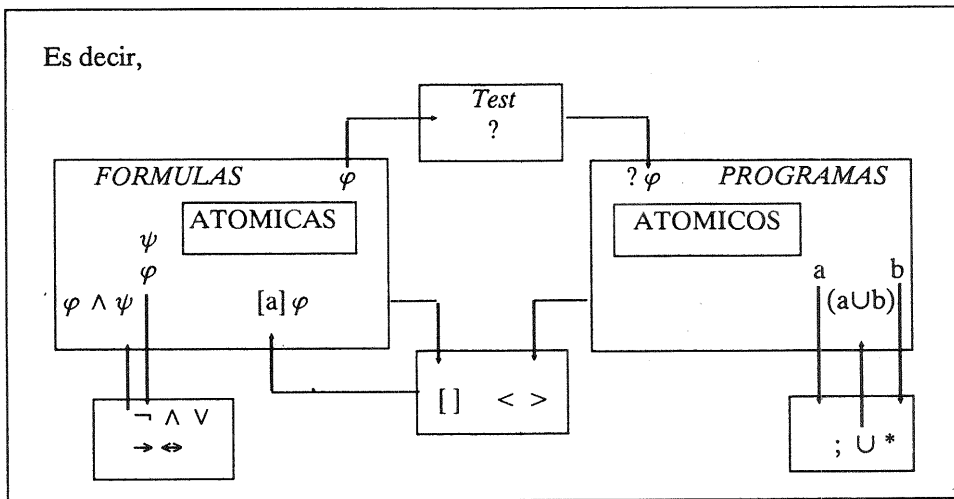 Es decir,
Test
?
FORMULAS φ
? φ PROGRAMAS
ATOMICAS
ATOMICOS
ψ
φ
a b
φ ∧ ψ [a] φ
(a∪b)
[ ] < >
¬ ∧ ∨
→ ⇔
; ∪ *